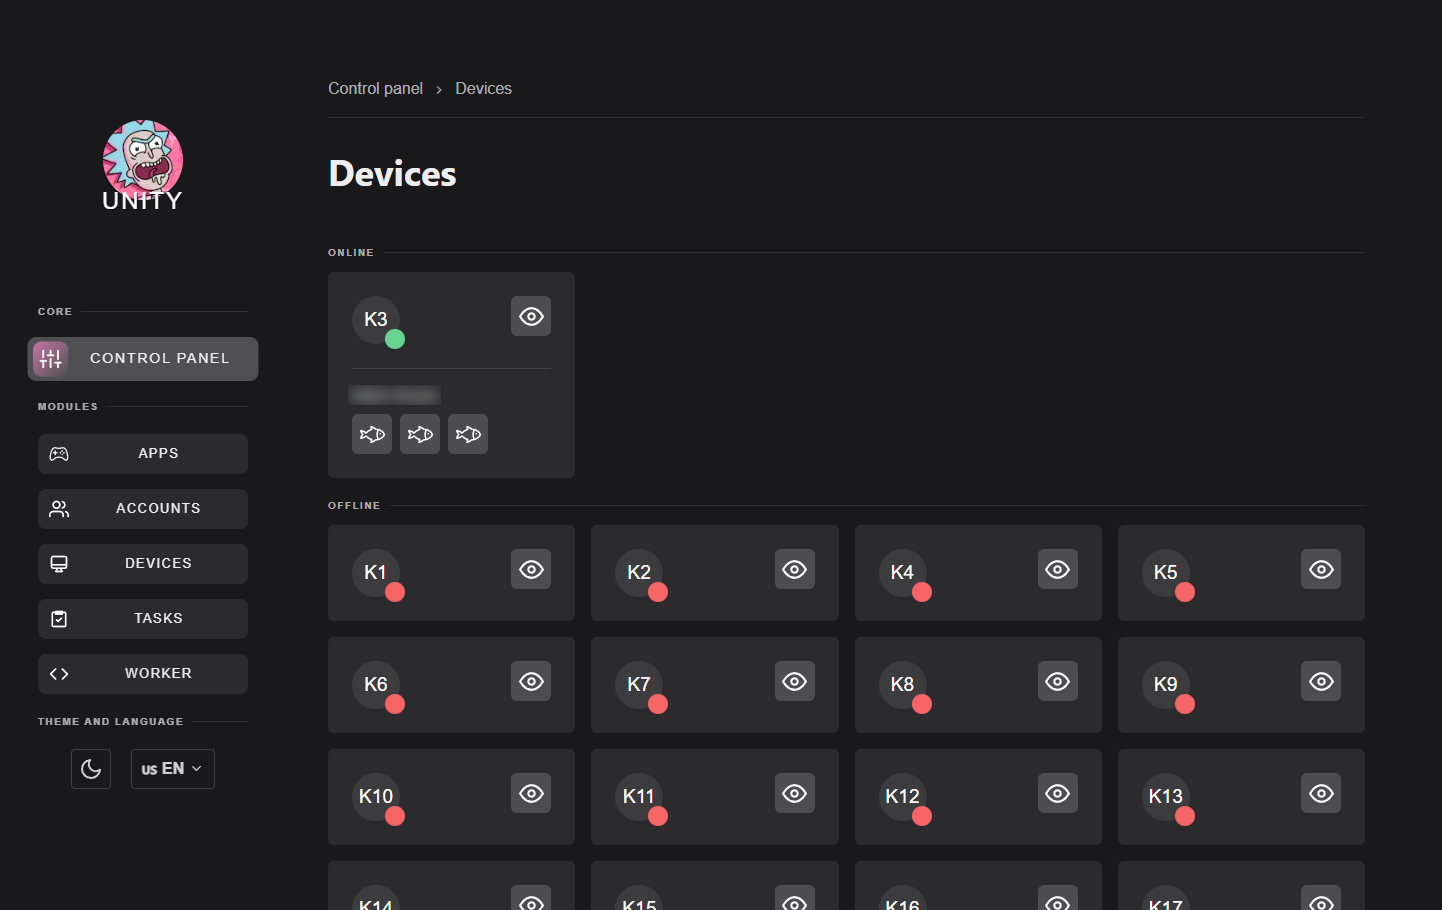 Control panel > Devices
UNITY
Devices
ONLINE
K3
CORE
CONTROL PANEL
MODULES
APPS
ACCOUNTS
DEVICES
TASKS
WORKER
THEME AND LANGUAGE
us EN
OFFLINE
K1 K2 K4 K5
K6 K7 K8 K9
K10 K11 K12 K13
K14 K15 K16 K17